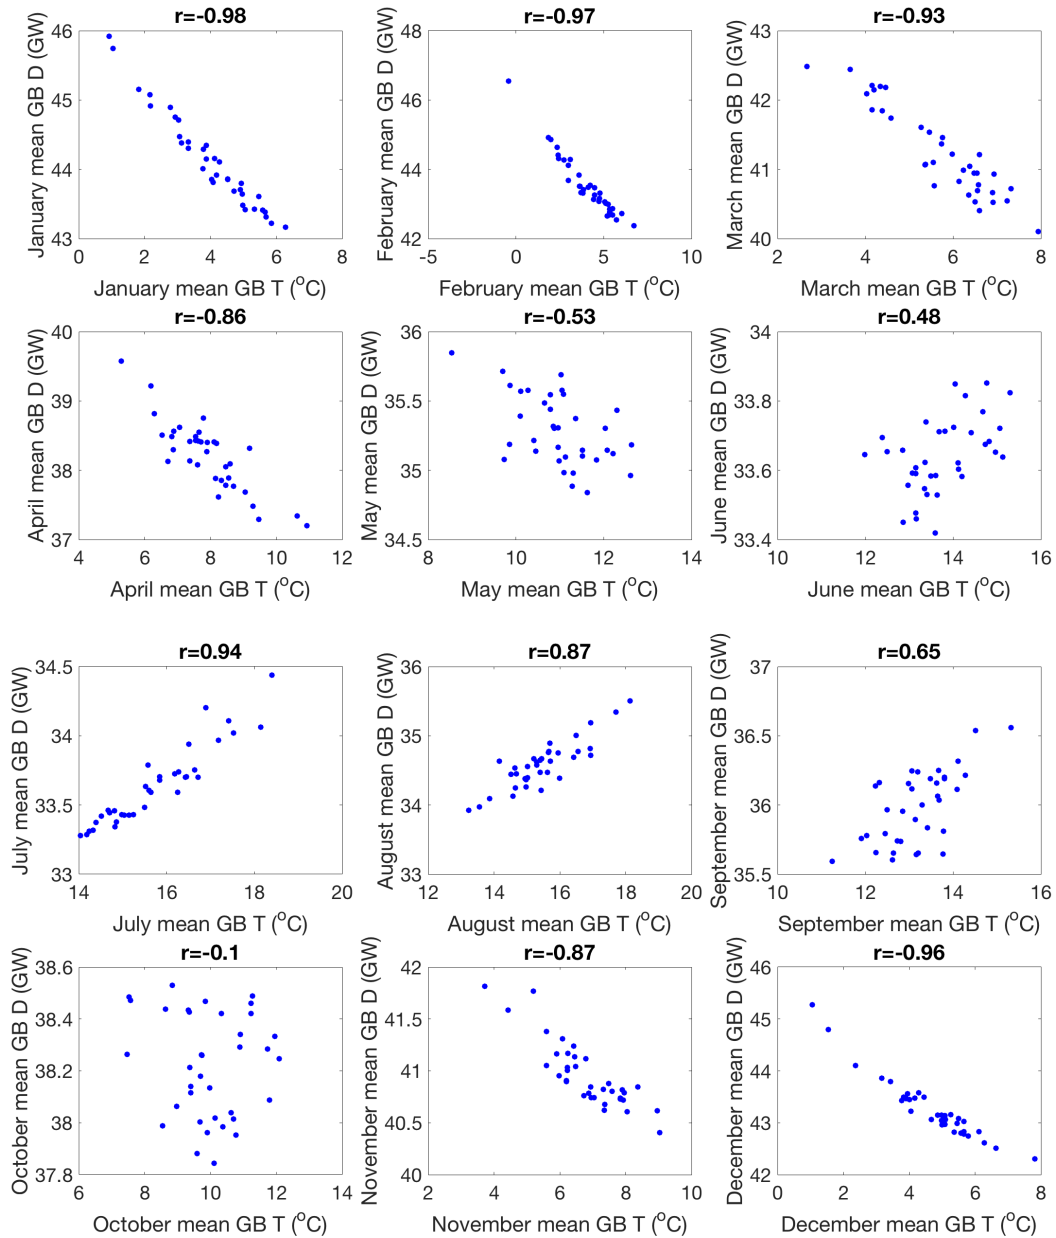 r=-0.98
January mean GB D (GW)
46
45
44
43
0 2 4 6 8
January mean GB T (°C)
r=-0.97
February mean GB D (GW)
48
46
44
42
-5 0 5 10
February mean GB T (°C)
r=-0.93
March mean GB D (GW)
43
42
41
40
2 4 6 8
March mean GB T (°C)
r=-0.86
April mean GB D (GW)
40
39
38
37
4 6 8 10 12
April mean GB T (°C)
r=-0.53
May mean GB D (GW)
36
35.5
35
34.5
8 10 12 14
May mean GB T (°C)
r=0.48
June mean GB D (GW)
34
33.8
33.6
33.4
10 12 14 16
June mean GB T (°C)
r=0.94
July mean GB D (GW)
34.5
34
33.5
33
14 16 18 20
July mean GB T (°C)
r=0.87
August mean GB D (GW)
36
35
34
33
12 14 16 18 20
August mean GB T (°C)
r=0.65
September mean GB D (GW)
37
36.5
36
35.5
10 12 14 16
September mean GB T (°C)
r=-0.1
October mean GB D (GW)
38.6
38.4
38.2
38
37.8
6 8 10 12 14
October mean GB T (°C)
r=-0.87
November mean GB D (GW)
42
41.5
41
40.5
40
2 4 6 8 10
November mean GB T (°C)
r=-0.96
December mean GB D (GW)
46
45
44
43
42
0 2 4 6 8
December mean GB T (°C)